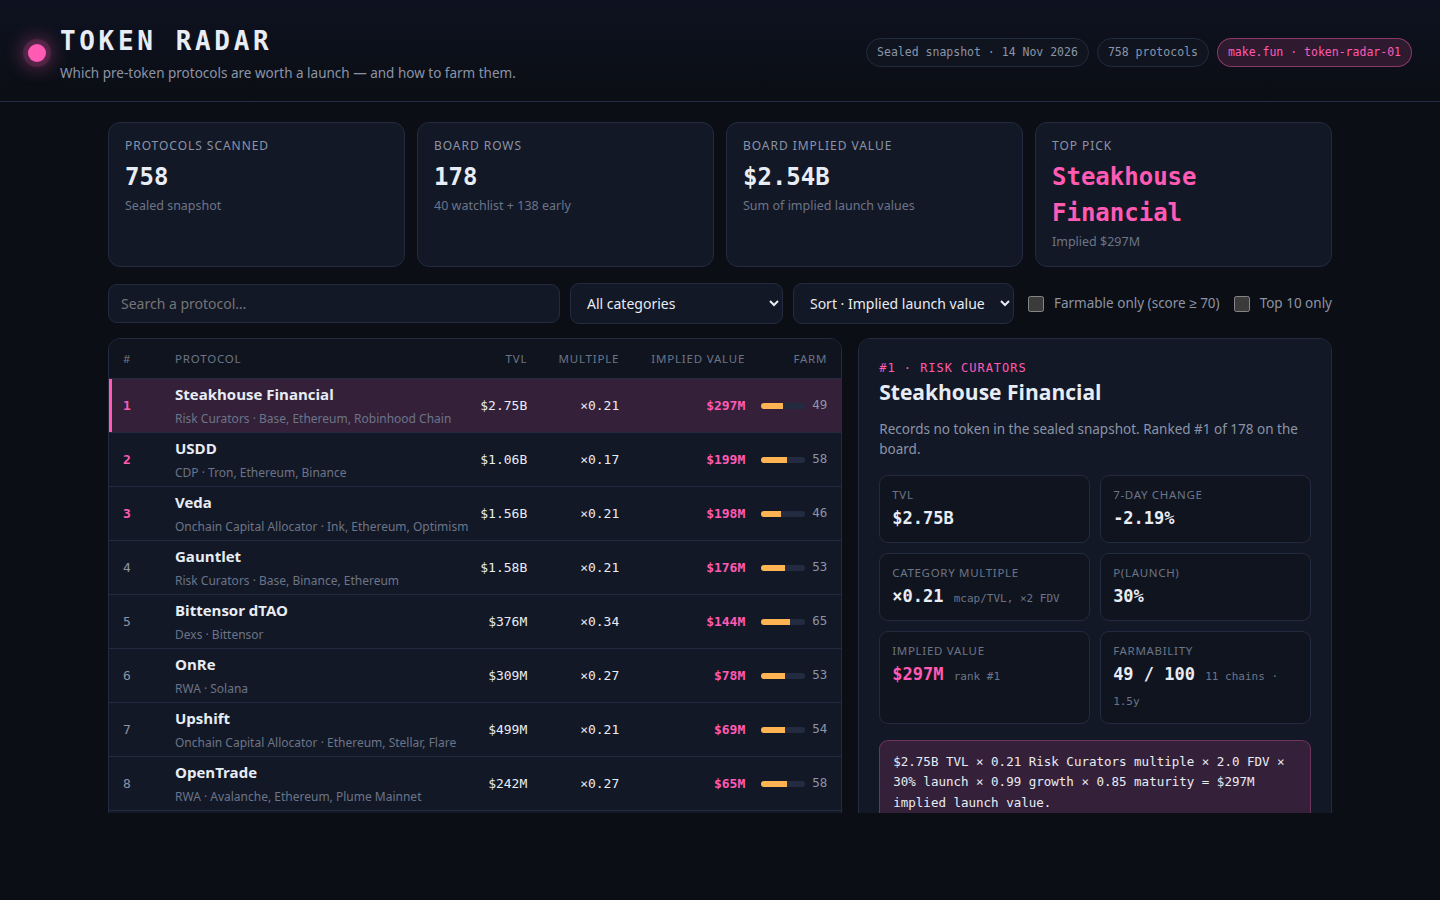 TOKEN RADAR
Which pre-token protocols are worth a launch — and how to farm them.
Sealed snapshot · 14 Nov 2026
758 protocols
make.fun · token-radar-01
PROTOCOLS SCANNED
758
Sealed snapshot
BOARD ROWS
178
40 watchlist + 138 early
BOARD IMPLIED VALUE
$2.54B
Sum of implied launch values
TOP PICK
Steakhouse
Financial
Implied $297M
Search a protocol...
All categories
Sort · Implied launch value
Farmable only (score ≥ 70)
Top 10 only
# PROTOCOL TVL MULTIPLE IMPLIED VALUE FARM
1 Steakhouse Financial $2.75B ×0.21 $297M 49
Risk Curators · Base, Ethereum, Robinhood Chain
2 USDD $1.06B ×0.17 $199M 58
CDP · Tron, Ethereum, Binance
3 Veda $1.56B ×0.21 $198M 46
Onchain Capital Allocator · Ink, Ethereum, Optimism
4 Gauntlet $1.58B ×0.21 $176M 53
Risk Curators · Base, Binance, Ethereum
5 Bittensor dTAO $376M ×0.34 $144M 65
Dexs · Bittensor
6 OnRe $309M ×0.27 $78M 53
RWA · Solana
7 Upshift $499M ×0.21 $69M 54
Onchain Capital Allocator · Ethereum, Stellar, Flare
8 OpenTrade $242M ×0.27 $65M 58
RWA · Avalanche, Ethereum, Plume Mainnet
#1 · RISK CURATORS
Steakhouse Financial
Records no token in the sealed snapshot. Ranked #1 of 178 on the
board.
TVL
$2.75B
7-DAY CHANGE
-2.19%
CATEGORY MULTIPLE
×0.21 mcap/TVL, ×2 FDV
P(LAUNCH)
30%
IMPLIED VALUE
$297M rank #1
FARMABILITY
49 / 100 11 chains ·
1.5y
$2.75B TVL × 0.21 Risk Curators multiple × 2.0 FDV ×
30% launch × 0.99 growth × 0.85 maturity = $297M
implied launch value.